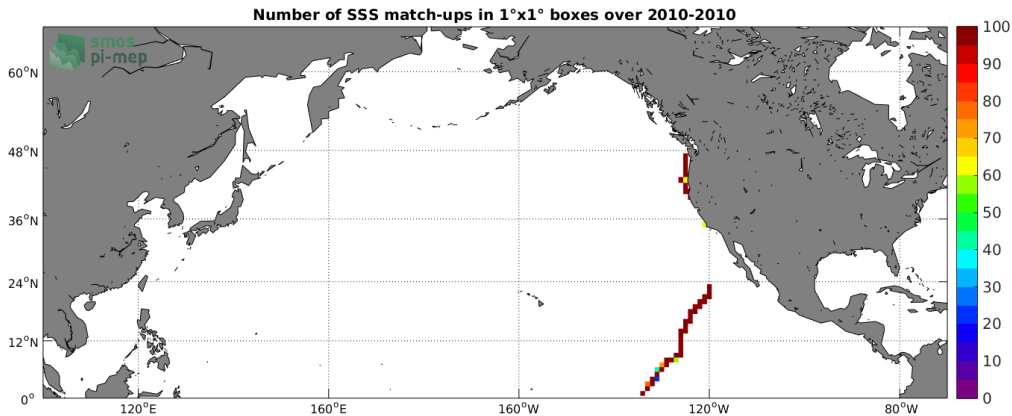 Number of SSS match-ups in 1°x1° boxes over 2010-2010
smos
pi-mep
60°N
48°N
36°N
24°N
12°N
0°
120°E
160°E
160°W
120°W
80°W
100
90
80
70
60
50
40
30
20
10
0